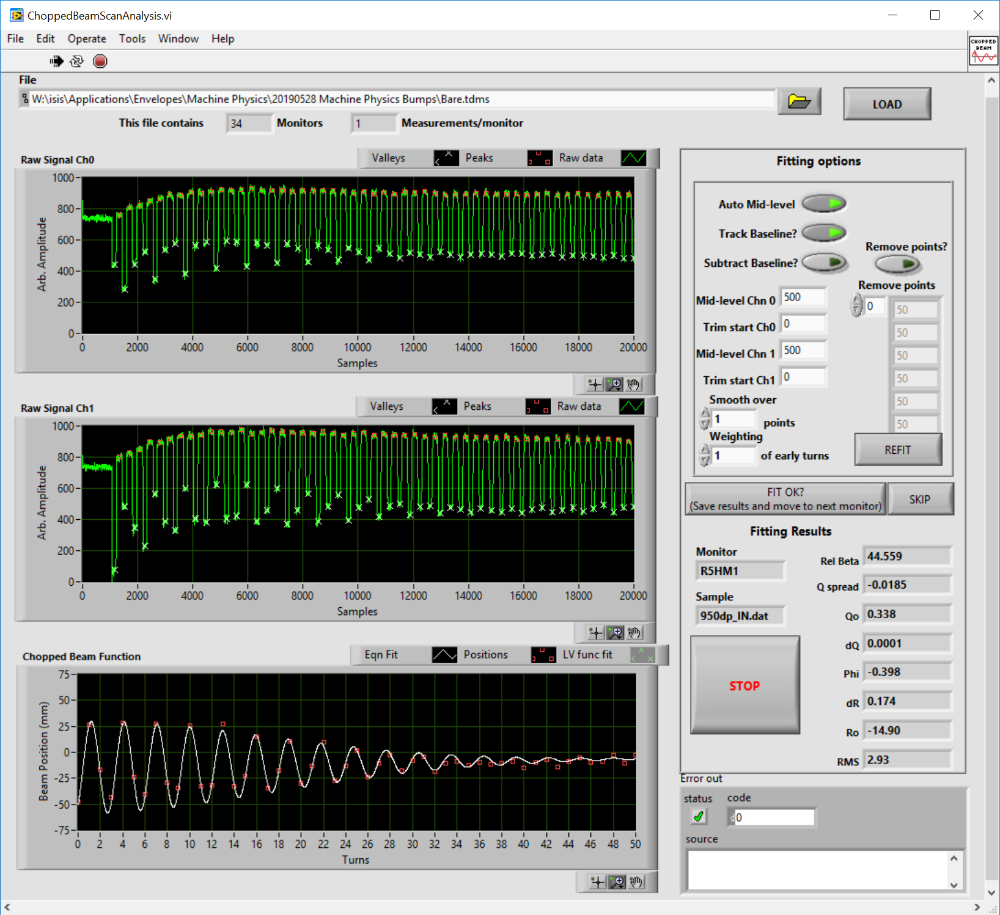 ChoppedBeamScanAnalysis.vi
File Edit Operate Tools Window Help
CHOPPED BEAM
File
W:\isis\Applications\Envelopes\Machine Physics\20190528 Machine Physics Bumps\Bare.tdms
LOAD
This file contains 34 Monitors 1 Measurements/monitor
Raw Signal Ch0
Valleys Peaks Raw data
Arb. Amplitude
1000
800
600
400
200
0
0 2000 4000 6000 8000 10000 12000 14000 16000 18000 20000
Samples
Raw Signal Ch1
Valleys Peaks Raw data
Arb. Amplitude
1000
800
600
400
200
0
0 2000 4000 6000 8000 10000 12000 14000 16000 18000 20000
Samples
Chopped Beam Function
Eqn Fit Positions LV func fit
Beam Position (mm)
75
50
25
0
-25
-50
-75
0 2 4 6 8 10 12 14 16 18 20 22 24 26 28 30 32 34 36 38 40 42 44 46 48 50
Turns
Fitting options
Auto Mid-level
Track Baseline?
Subtract Baseline?
Remove points?
Remove points
0
50
50
50
50
50
50
Mid-level Chn 0 500
Trim start Ch0 0
Mid-level Chn 1 500
Trim start Ch1 0
Smooth over
1 points
Weighting
1 of early turns
REFIT
FIT OK?
(Save results and move to next monitor)
SKIP
Fitting Results
Monitor
R5HM1
Sample
950dp_IN.dat
STOP
Rel Beta 44.559
Q spread -0.0185
Qo 0.338
dQ 0.0001
Phi -0.398
dR 0.174
Ro -14.90
RMS 2.93
Error out
status code
d0
source